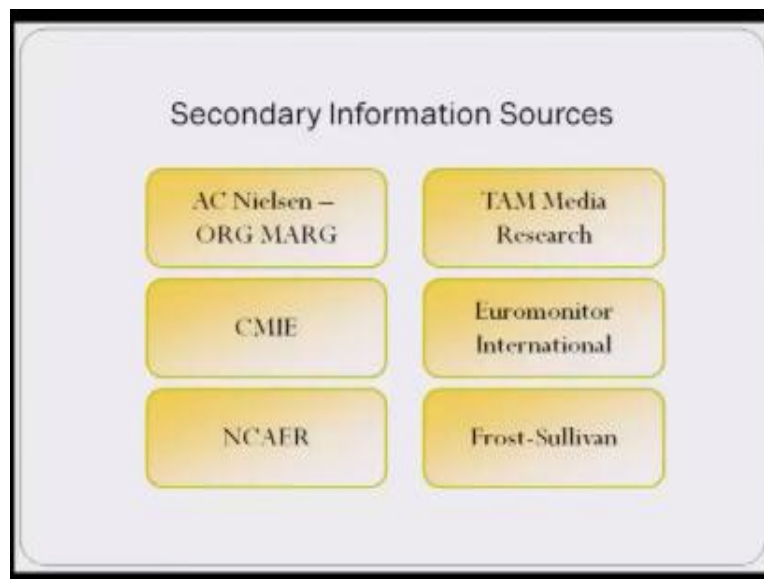 Secondary Information Sources
AC Nielsen –
ORG MARG
TAM Media
Research
CMIE
Euromonitor
International
NCAER
Frost-Sullivan